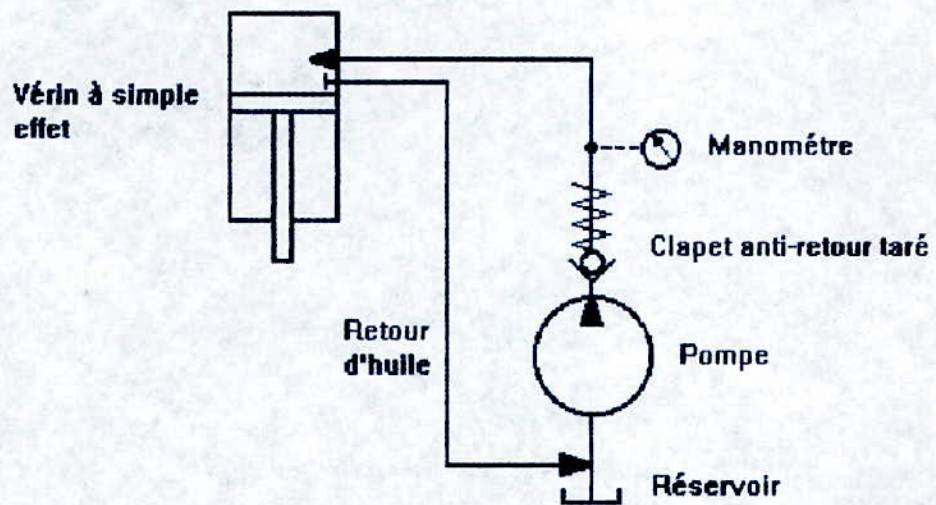 Vérin à simple
effet
Manométre
Clapet anti-retour taré
Retour
d'huile
Pompe
Réservoir